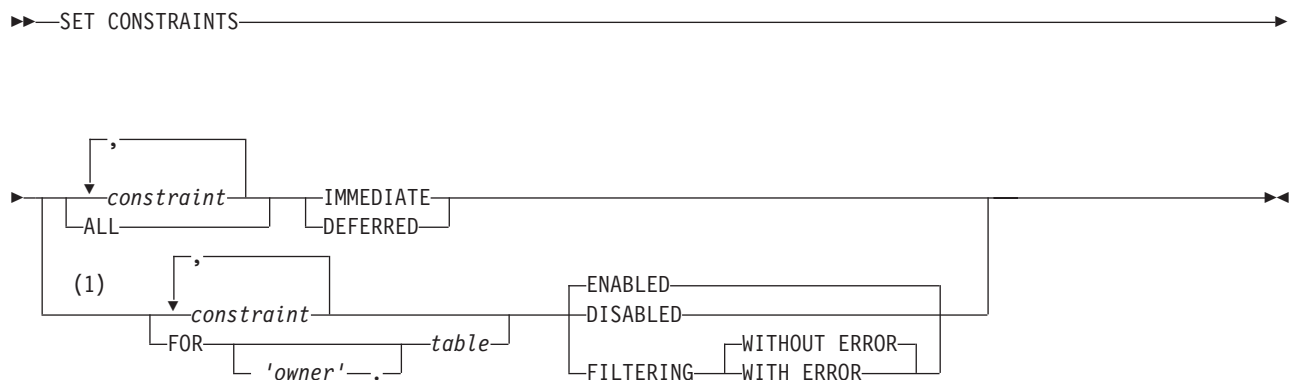 SET CONSTRAINTS
,
constraint IMMEDIATE
ALL DEFERRED
(1) ,
ENABLED
constraint DISABLED
FOR table WITHOUT ERROR
'owner' . FILTERING WITH ERROR